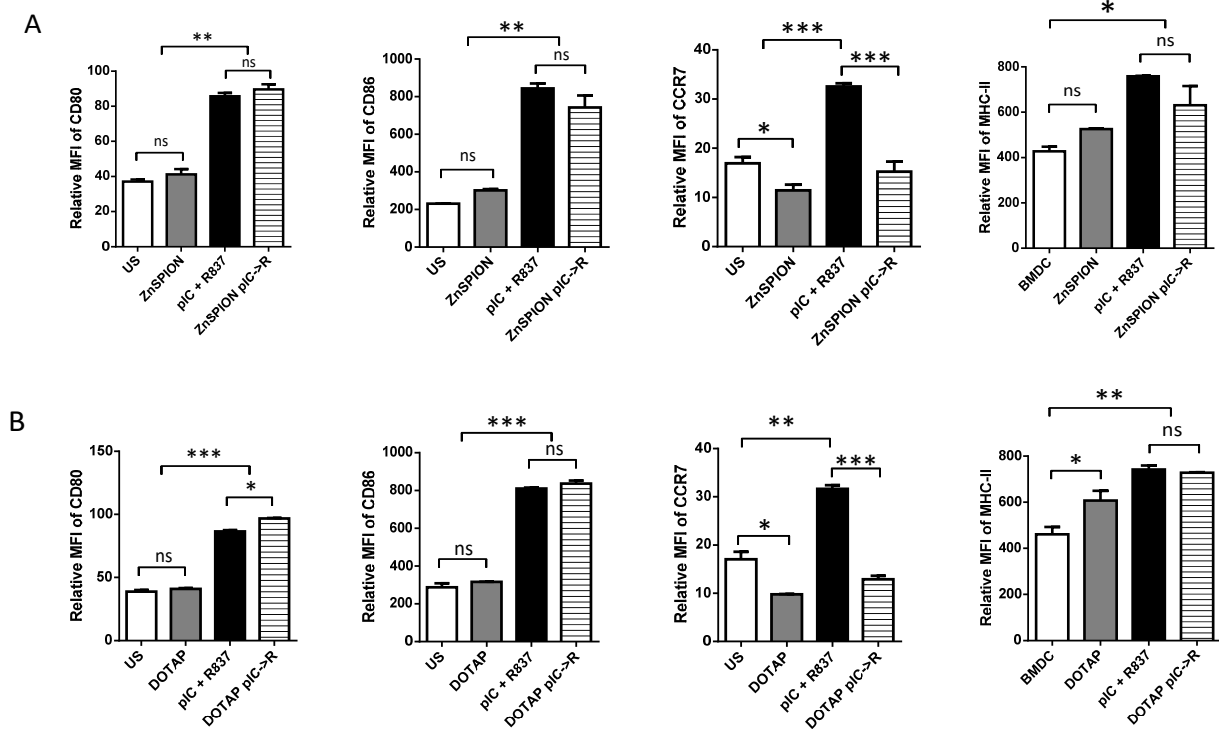 A
**
ns
ns
Relative MFI of CD80
100
80
60
40
20
0
US
ZnSPION
pIC + R837
ZnSPION pIC->R
**
ns
ns
Relative MFI of CD86
1000
800
600
400
200
0
US
ZnSPION
pIC + R837
ZnSPION pIC->R
***
***
*
Relative MFI of CCR7
40
30
20
10
0
US
ZnSPION
pIC + R837
ZnSPION pIC->R
*
ns
ns
Relative MFI of MHC-II
800
600
400
200
0
BMDC
ZnSPION
pIC + R837
ZnSPION pIC->R
B
***
*
ns
Relative MFI of CD80
150
100
50
0
US
DOTAP
pIC + R837
DOTAP pIC->R
***
ns
ns
Relative MFI of CD86
1000
800
600
400
200
0
US
DOTAP
pIC + R837
DOTAP pIC->R
**
***
*
Relative MFI of CCR7
40
30
20
10
0
US
DOTAP
pIC + R837
DOTAP pIC->R
**
ns
*
Relative MFI of MHC-II
800
600
400
200
0
BMDC
DOTAP
pIC + R837
DOTAP pIC->R